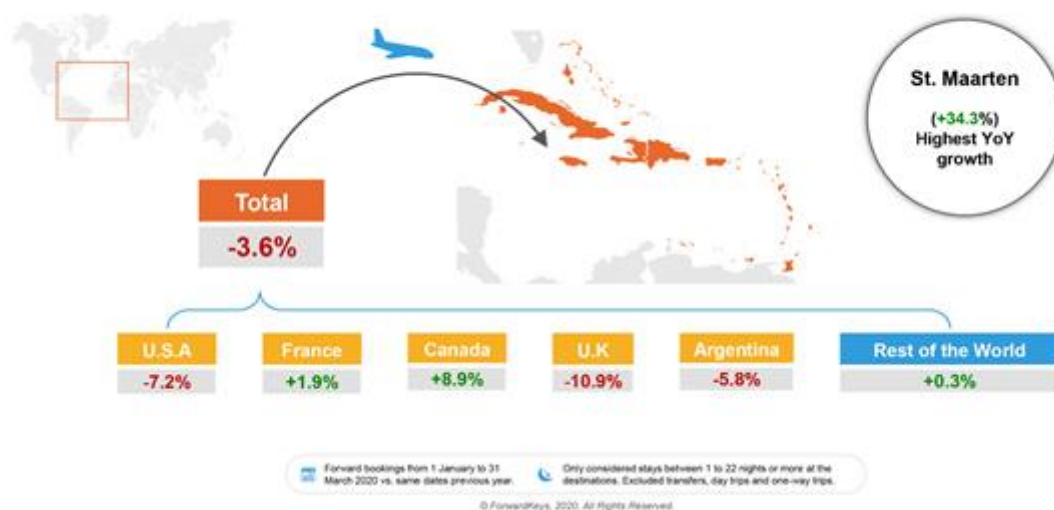 St. Maarten
(+34.3%)
Highest YoY
growth
Total
-3.6%
U.S.A
France
Canada
U.K
Argentina
Rest of the World
-7.2%
+1.9%
+8.9%
-10.9%
-5.8%
+0.3%
Forward bookings from 1 January to 31
March 2020 vs. same dates previous year.
Only considered stays between 1 to 22 nights or more at the
destinations. Excluded transfers, day trips and one-way trips.
© ForwardKeys, 2020. All Rights Reserved.